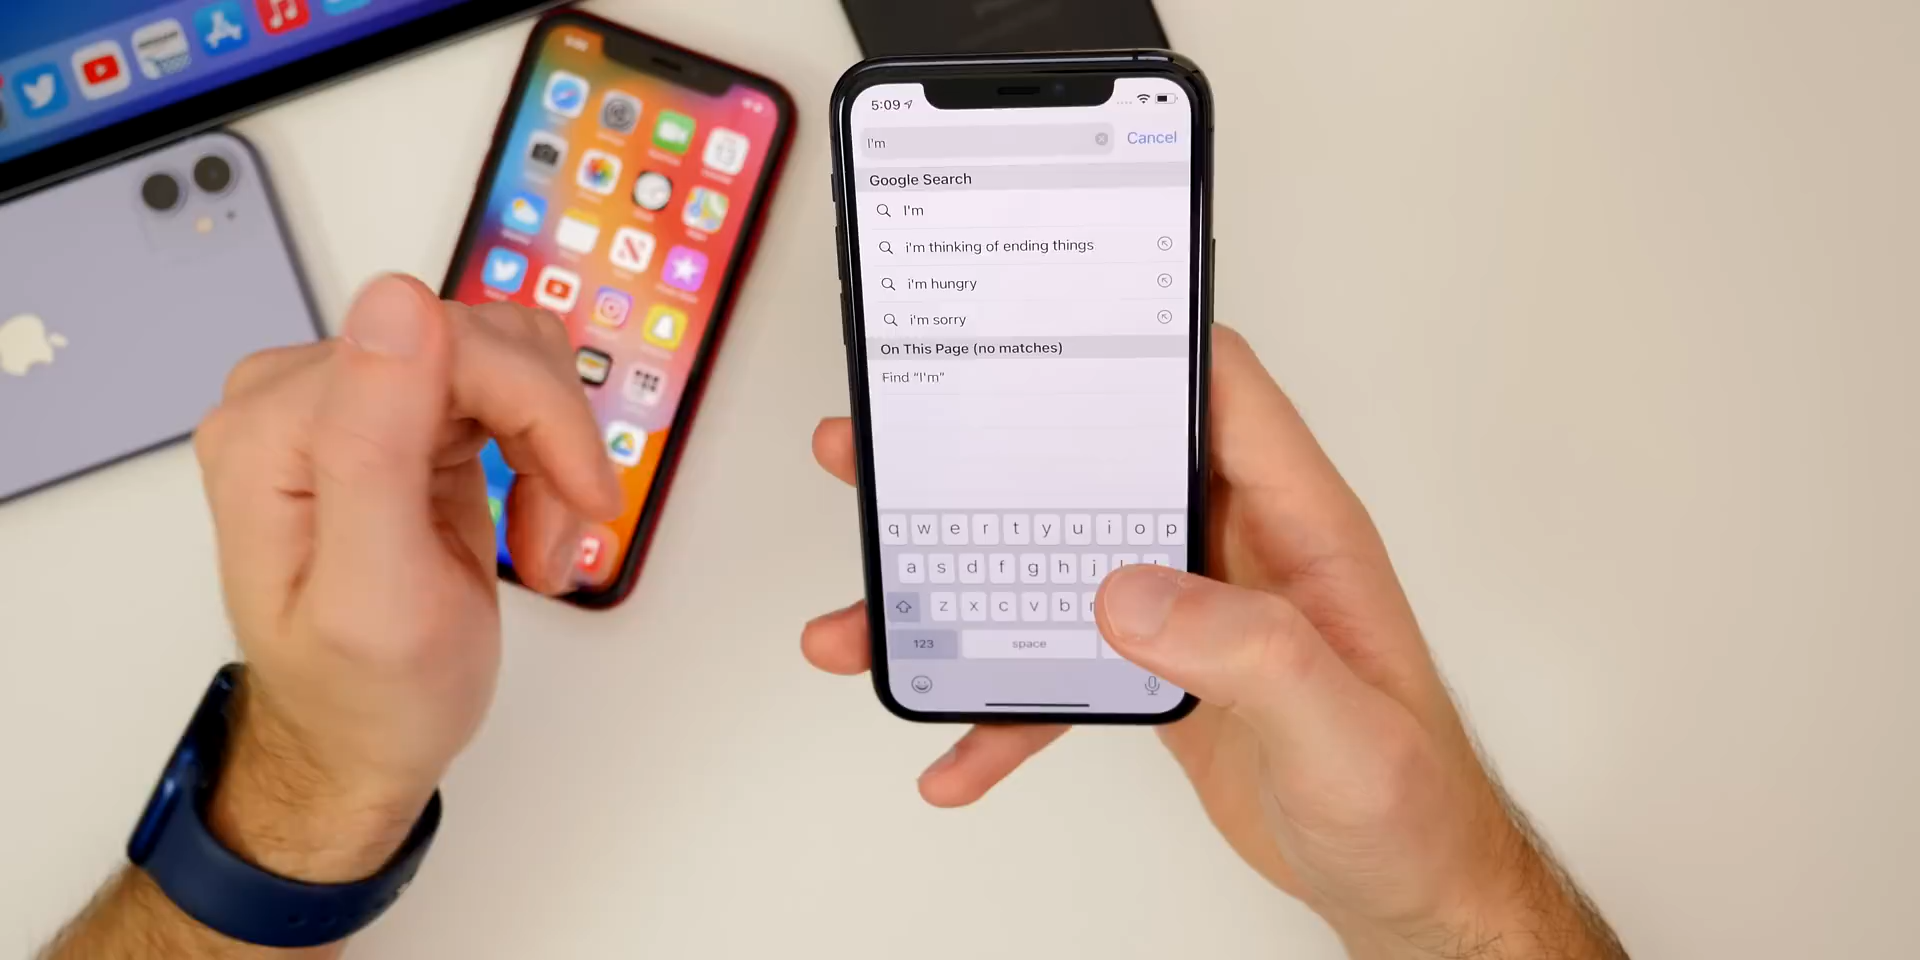 5:09
I'm
Cancel
Google Search
I'm
i'm thinking of ending things
i'm hungry
i'm sorry
On This Page (no matches)
Find “I'm”
q w e r t y u i o p
a s d f g h j
z x c v b
123
space